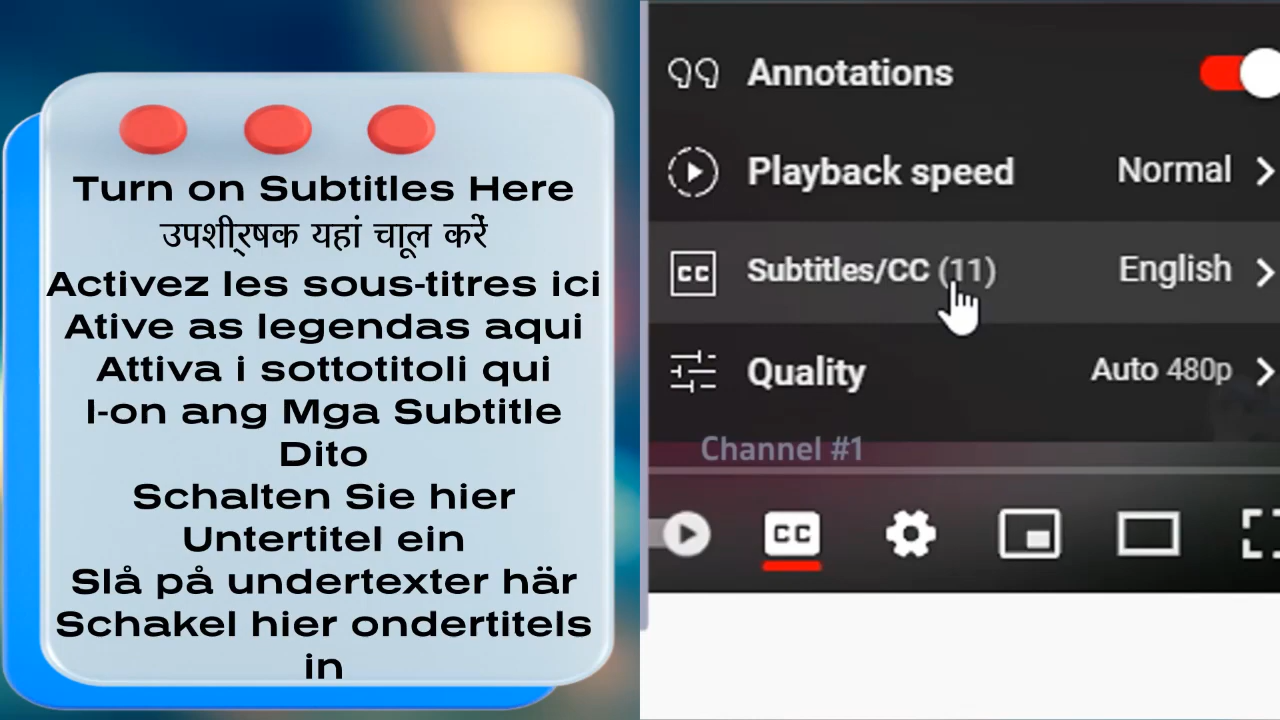 Turn on Subtitles Here
उपशीर्षक यहां चालू करें
Activez les sous-titres ici
Ative as legendas aqui
Attiva i sottotitoli qui
I-on ang Mga Subtitle
Dito
Schalten Sie hier
Untertitel ein
Slå på undertexter här
Schakel hier ondertitels
in
Annotations
Playback speed Normal
CC Subtitles/CC (11) English
Quality Auto 480p
Channel #1
CC